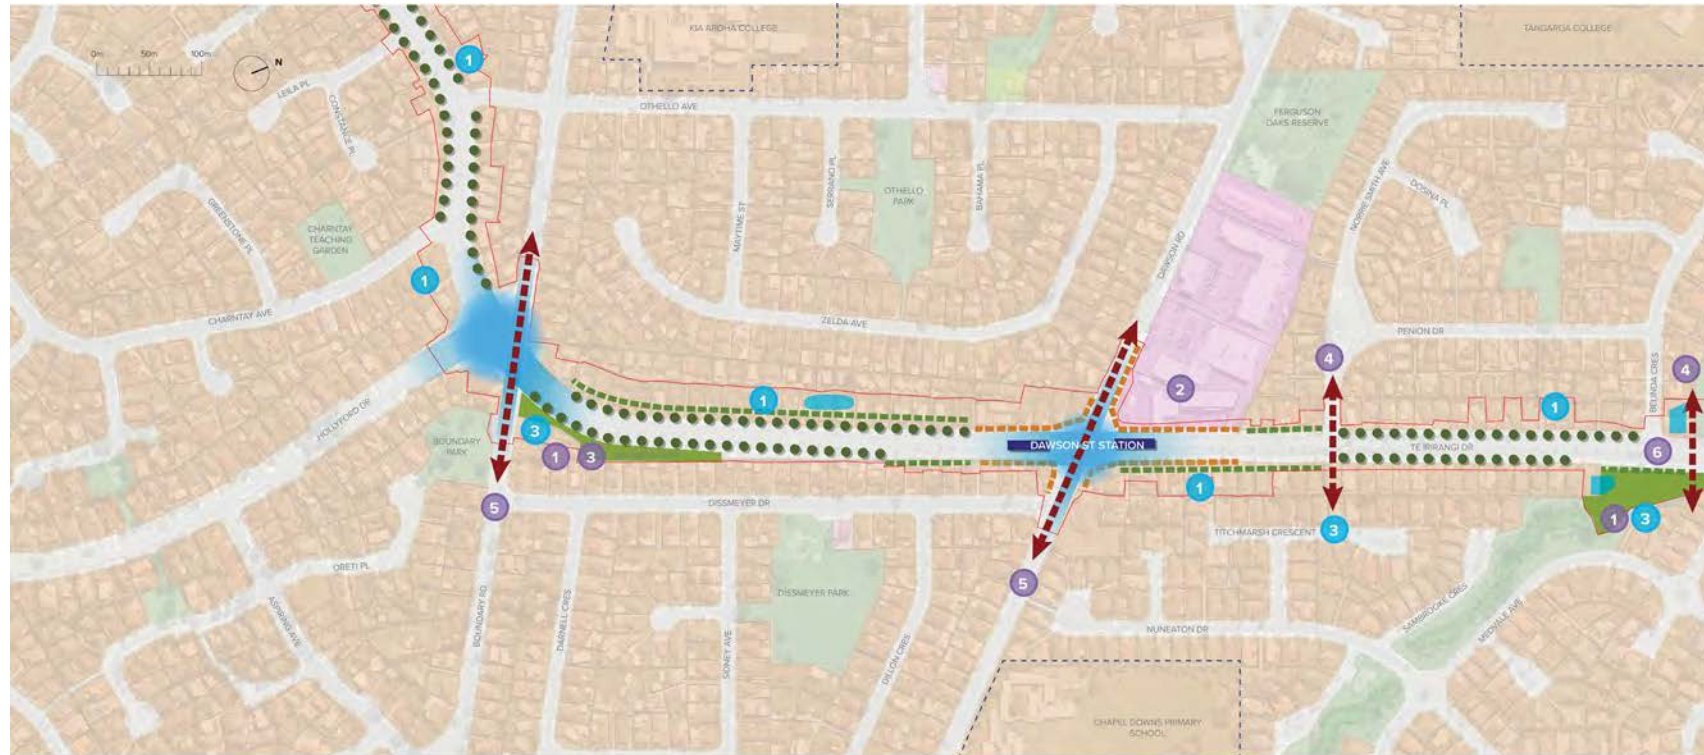 KIA AROHA COLLEGE
TANGAROA COLLEGE
0m 50m 100m
N
1
LEILA PL
CONSTANCE PL
OTHELLO AVE
FERGUSON
OAKS RESERVE
GREENSTONE PL
CHARNTAY
TEACHING
GARDEN
MAYTIME ST
SERRANO PL
OTHELLO
PARK
BAHAMA PL
DAWSON RD
NORRIE SMITH AVE
DORNA PL
1
CHARNTAY AVE
ZELDA AVE
PENION DR
BELINDA CRES
4
4
2
1
1
HOLLYFORD DR
BOUNDARY
PARK
3
1
3
DAWSON ST STATION
TE IRIRANGI DR
6
5
DISSMEYER DR
1
TITCHMARSH CRESCENT
3
1
3
ORETI PL
ASPIRING AVE
BOUNDARY RD
DARNELL CRES
SIDNEY AVE
DISSMEYER PARK
DILLON CRES
5
NUNEATON DR
SAMBROOKE CRES
MEDVALE AVE
CHAPEL DOWNS PRIMARY
SCHOOL